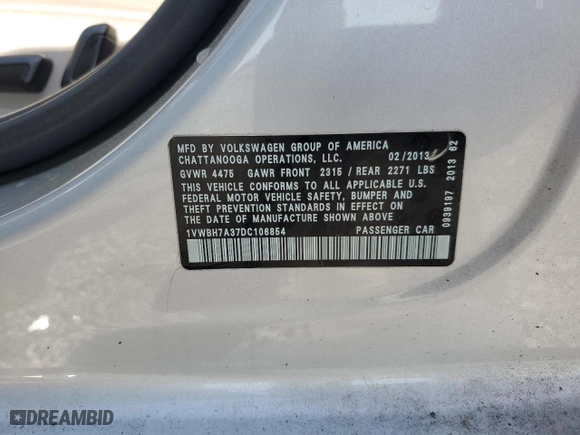 MFD BY VOLKSWAGEN GROUP OF AMERICA
CHATTANOOGA OPERATIONS, LLC. 02/2013
GVWR 4475 GAWR FRONT 2315 / REAR 2271 LBS
THIS VEHICLE CONFORMS TO ALL APPLICABLE U.S.
FEDERAL MOTOR VEHICLE SAFETY, BUMPER AND
THEFT PREVENTION STANDARDS IN EFFECT ON
THE DATE OF MANUFACTURE SHOWN ABOVE.
1VWBH7A37DC106854 PASSENGER CAR
0939197 2013 62
DREAMBID